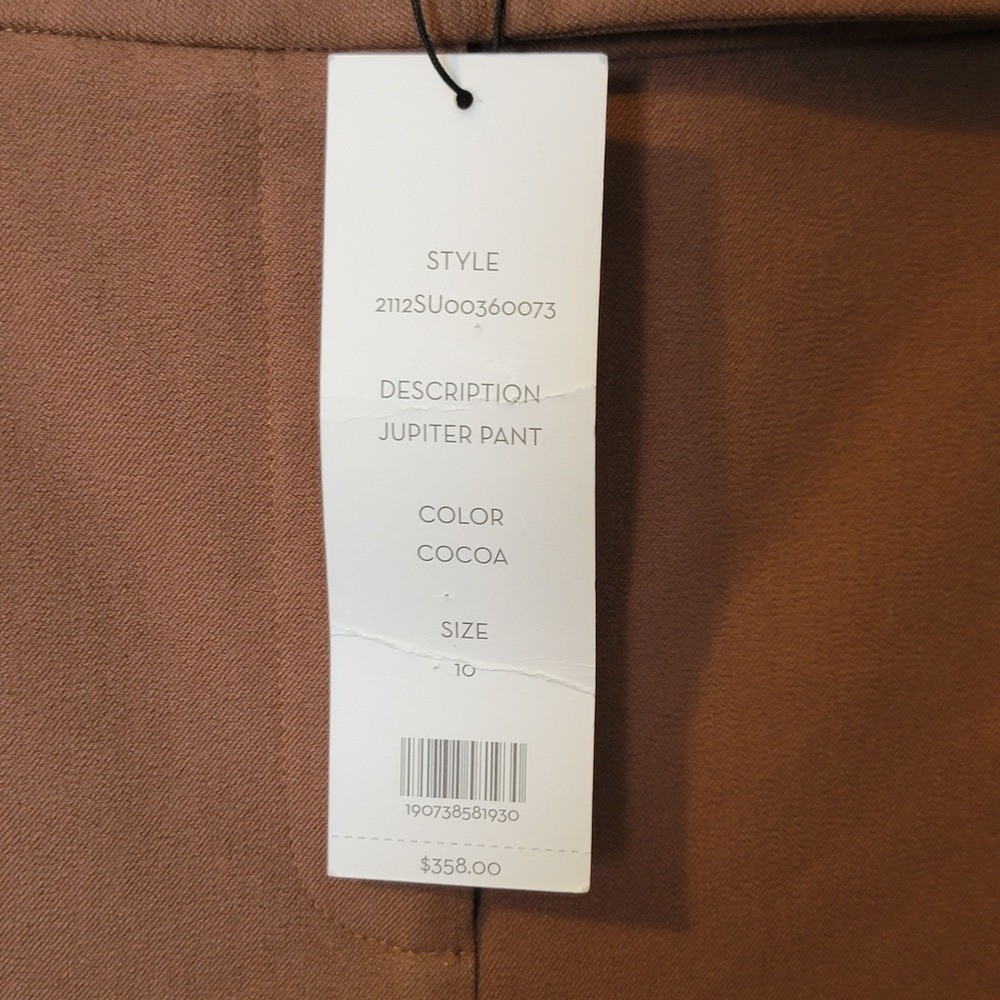 STYLE
2112SU00360073
DESCRIPTION
JUPITER PANT
COLOR
COCOA
SIZE
10
190738581930
$358.00